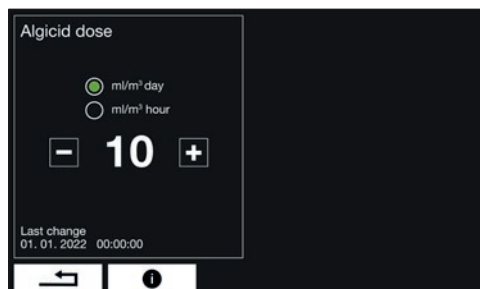 Algicid dose
ml/m³ day
ml/m³ hour
− 10 +
Last change
01. 01. 2022 00:00:00